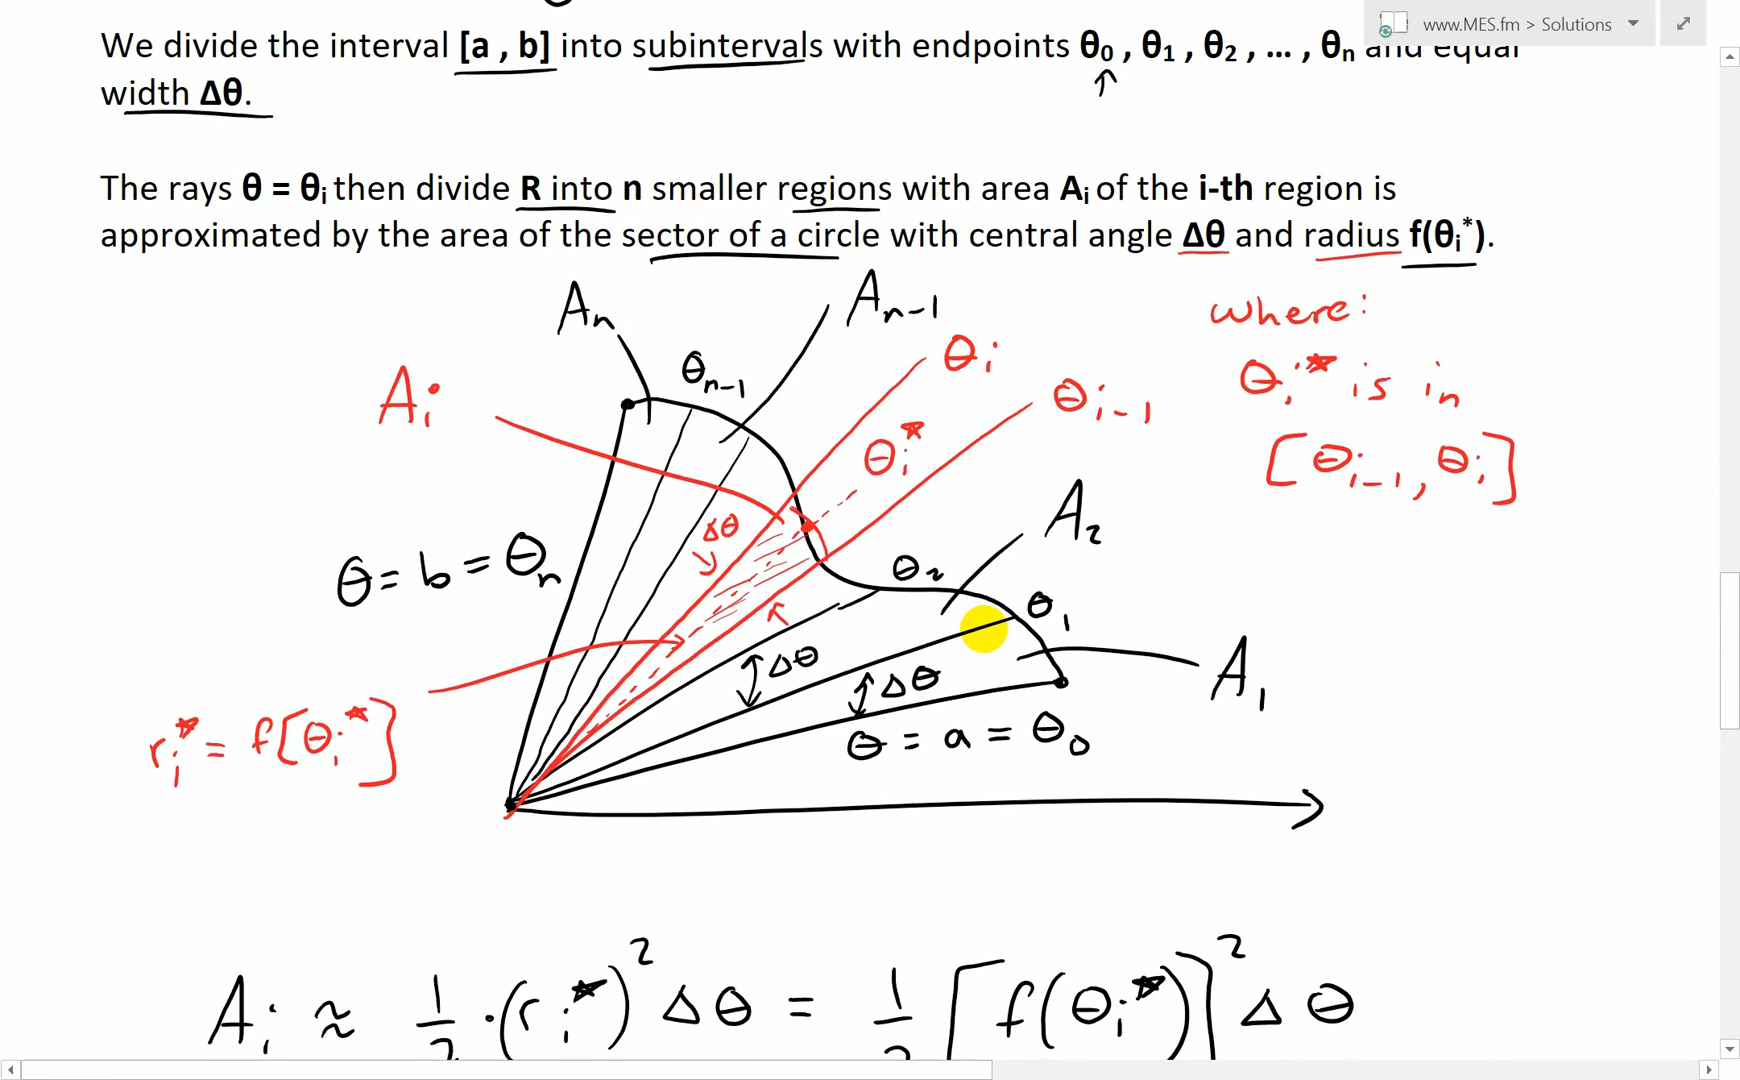 www.MES.fm > Solutions
We divide the interval [a , b] into subintervals with endpoints θ₀ , θ₁ , θ₂ , ... , θₙ and equal
width Δθ.
The rays θ = θᵢ then divide R into n smaller regions with area Aᵢ of the i-th region is
approximated by the area of the sector of a circle with central angle Δθ and radius f(θᵢ*).
Aₙ
Aₙ₋₁
where:
θᵢ
θₙ₋₁
Aᵢ
θᵢ₋₁
θᵢ* is in
θᵢ*
[θᵢ₋₁, θᵢ]
Δθ
A₂
θ = b = θₙ
θ₂
θ₁
Δθ
Δθ
A₁
rᵢ* = f[θᵢ*]
θ = a = θ₀
Aᵢ ≈ 1/2 · (rᵢ*)² Δθ = 1/2 [f(θᵢ*)]² Δθ